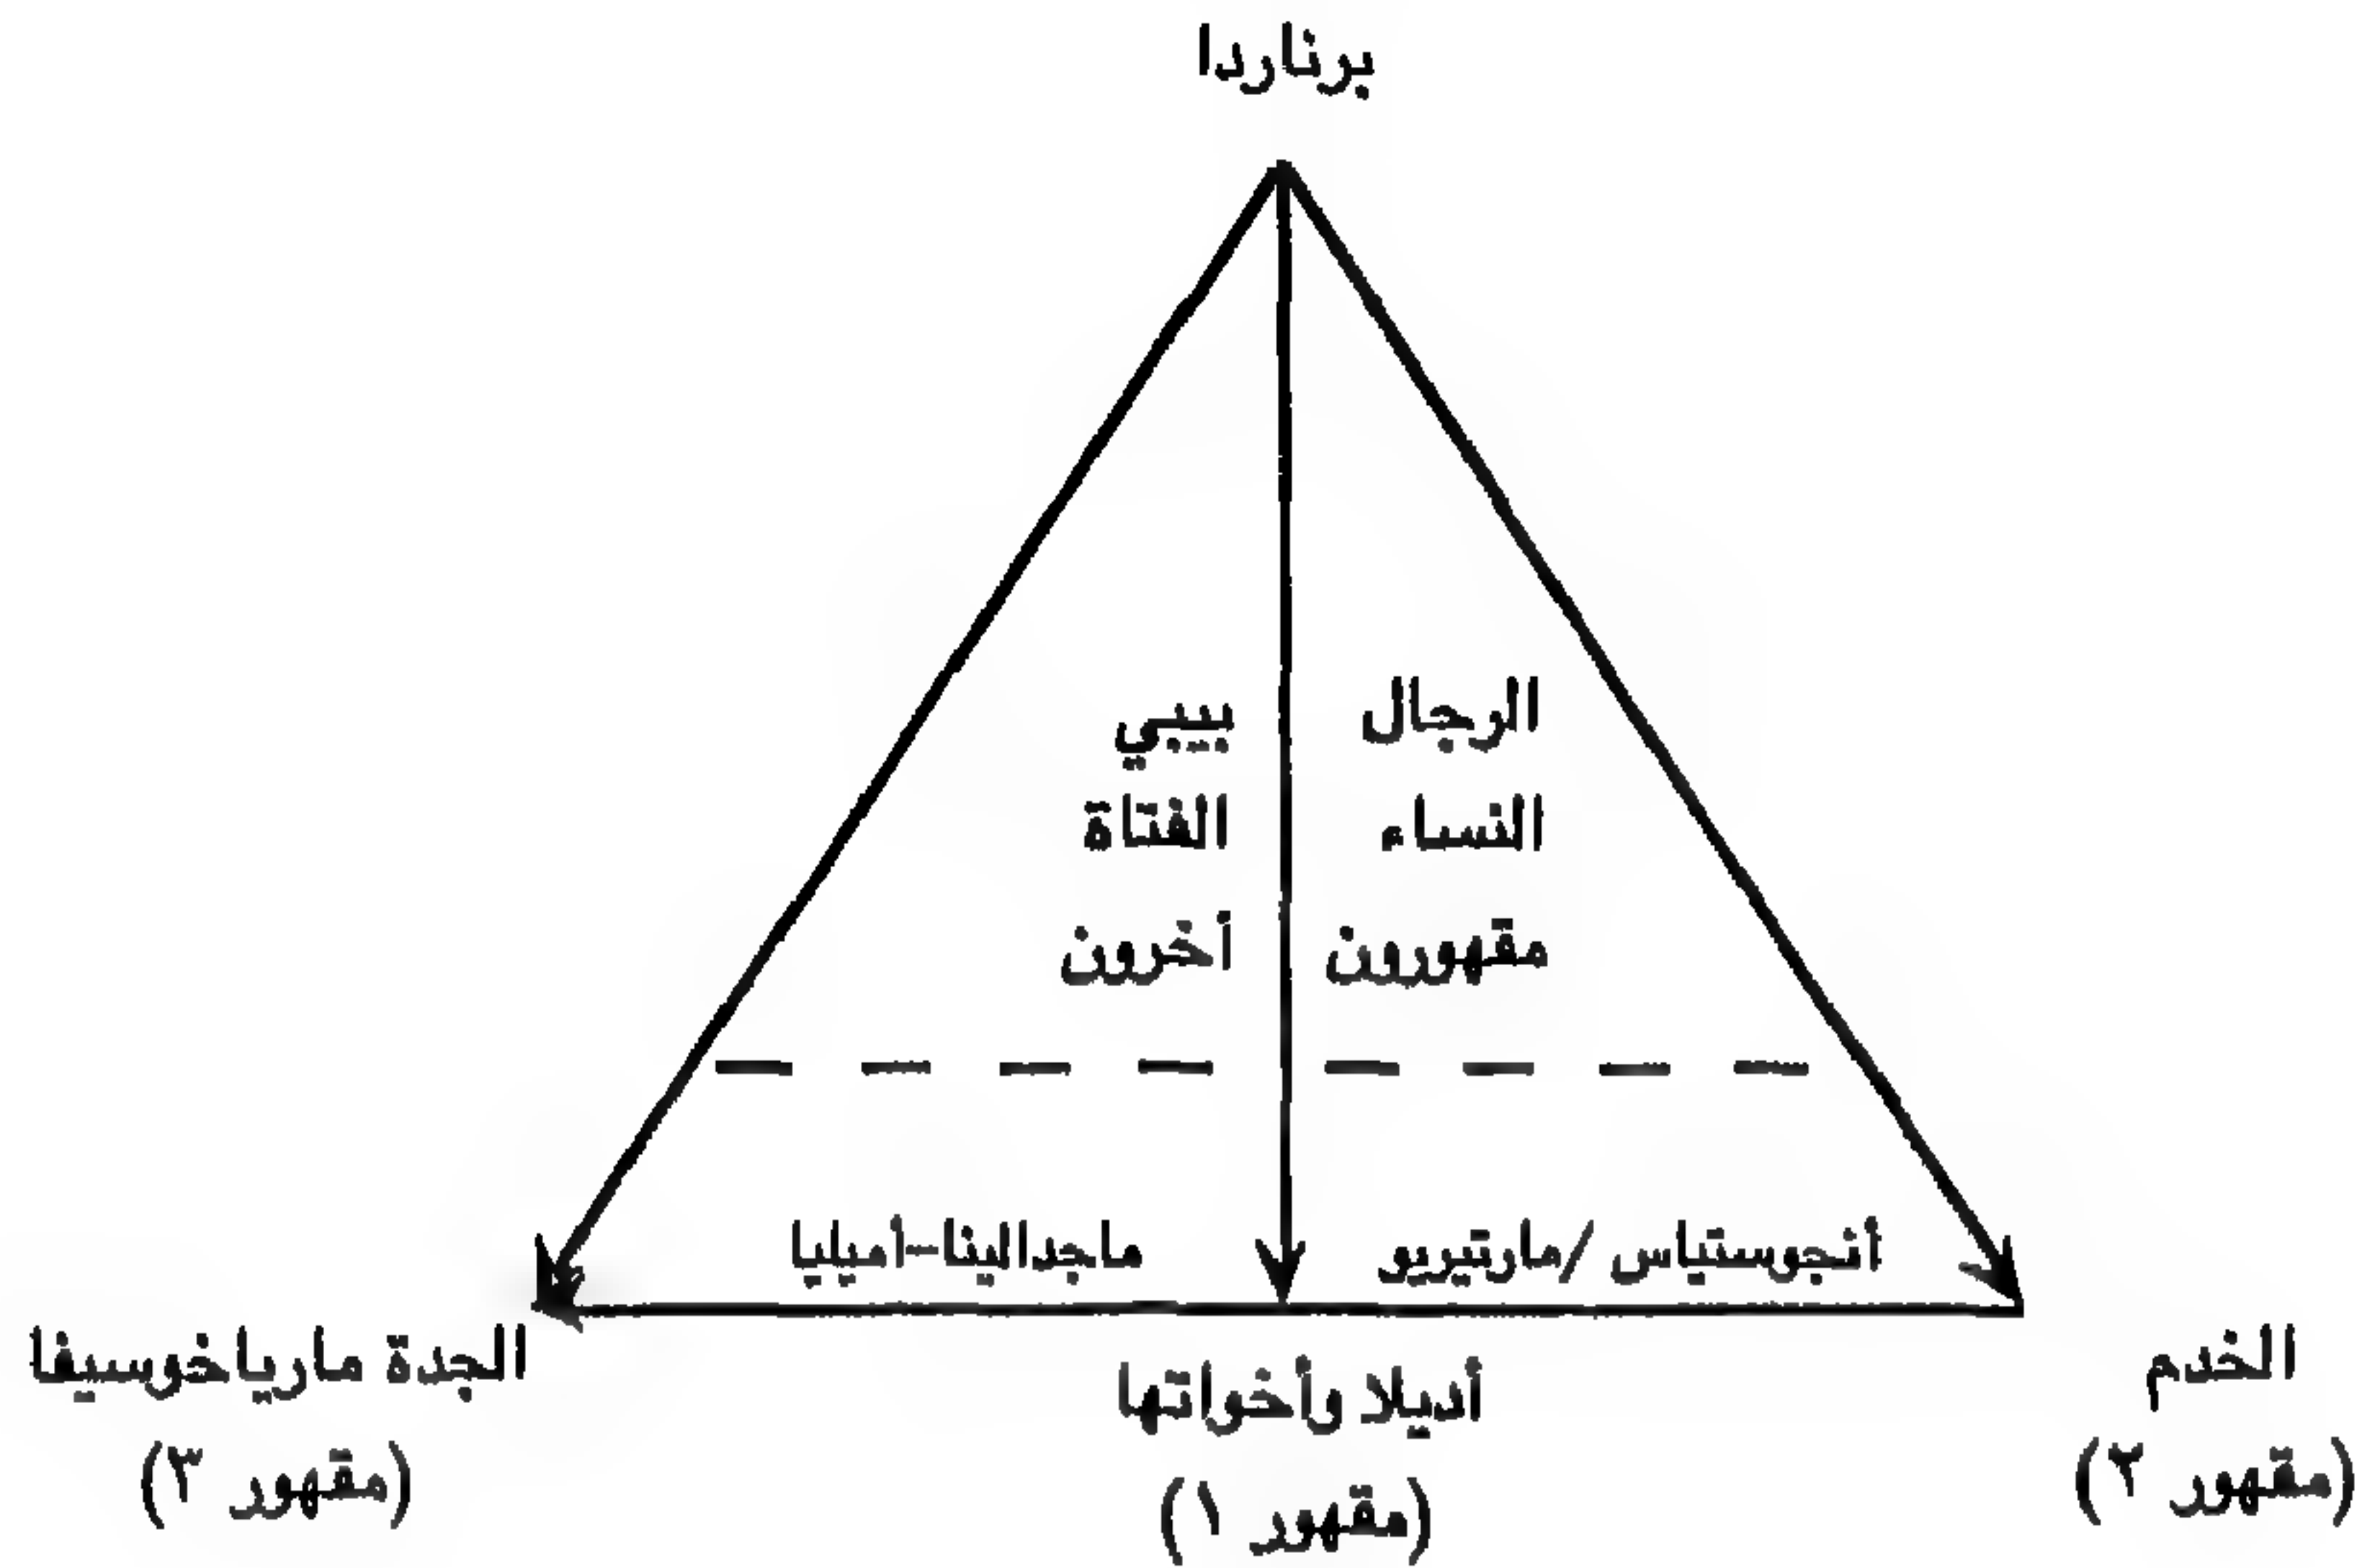 برناردا
الرجال
النساء
مقهورون
بيبي
الفتاة
أخرون
أنجوستياس /مارتيريو
ماجدالينا-أميليا
الخدم
(مقهور ٢)
أديلا وأخواتها
(مقهور ١)
الجدة مارياخوسيفا
(مقهور ٣)